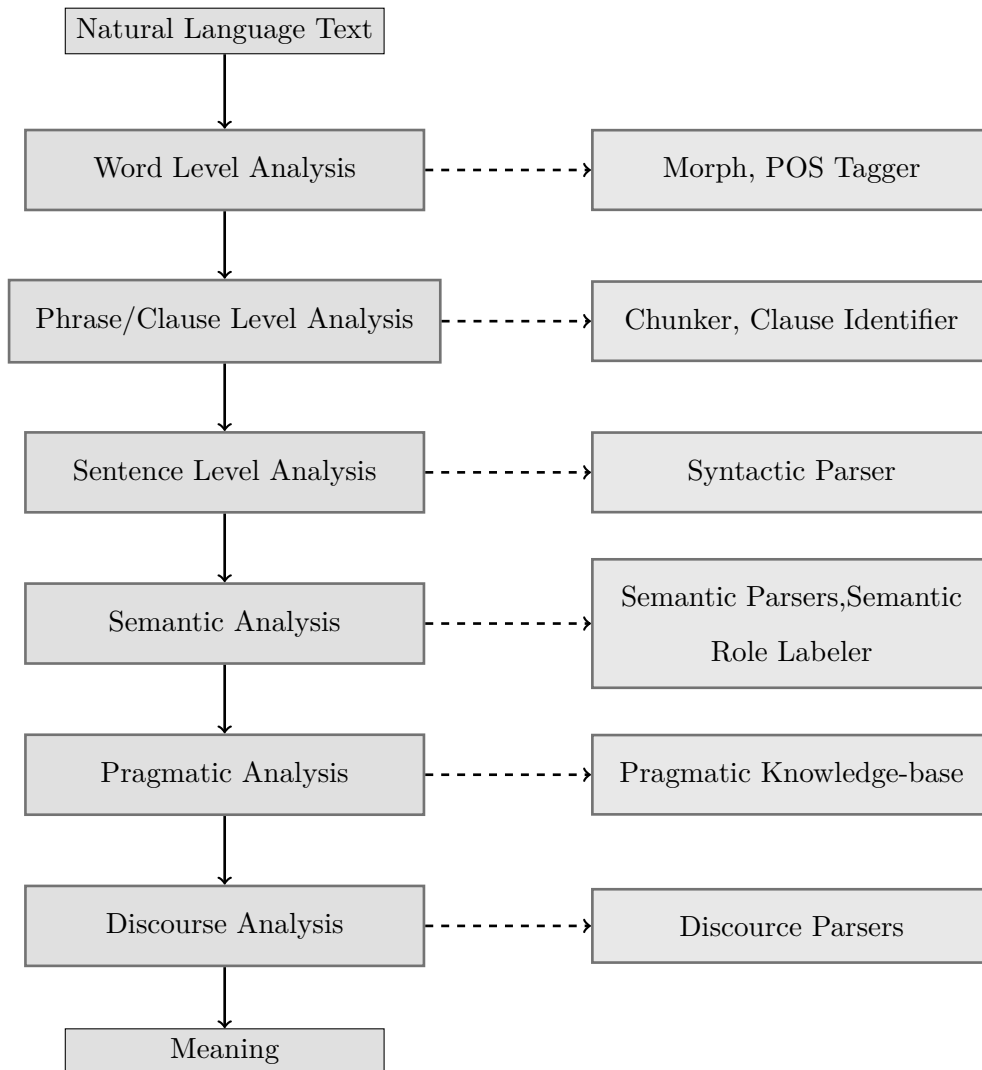 Natural Language Text
Word Level Analysis
Morph, POS Tagger
Phrase/Clause Level Analysis
Chunker, Clause Identifier
Sentence Level Analysis
Syntactic Parser
Semantic Analysis
Semantic Parsers,Semantic
Role Labeler
Pragmatic Analysis
Pragmatic Knowledge-base
Discourse Analysis
Discource Parsers
Meaning